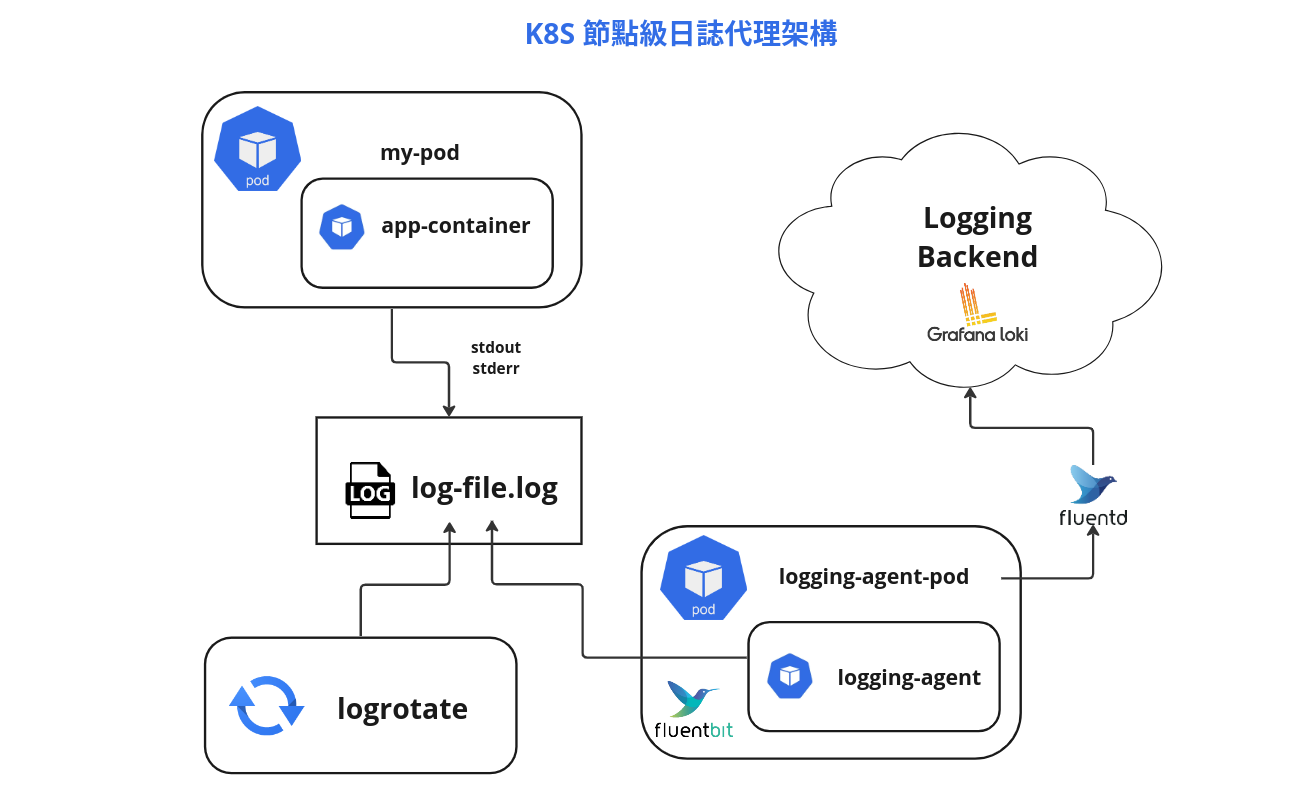 K8S 節點級日誌代理架構
pod
my-pod
app-container
stdout
stderr
LOG
log-file.log
logrotate
Logging
Backend
Grafana loki
fluentd
pod
logging-agent-pod
logging-agent
fluentbit